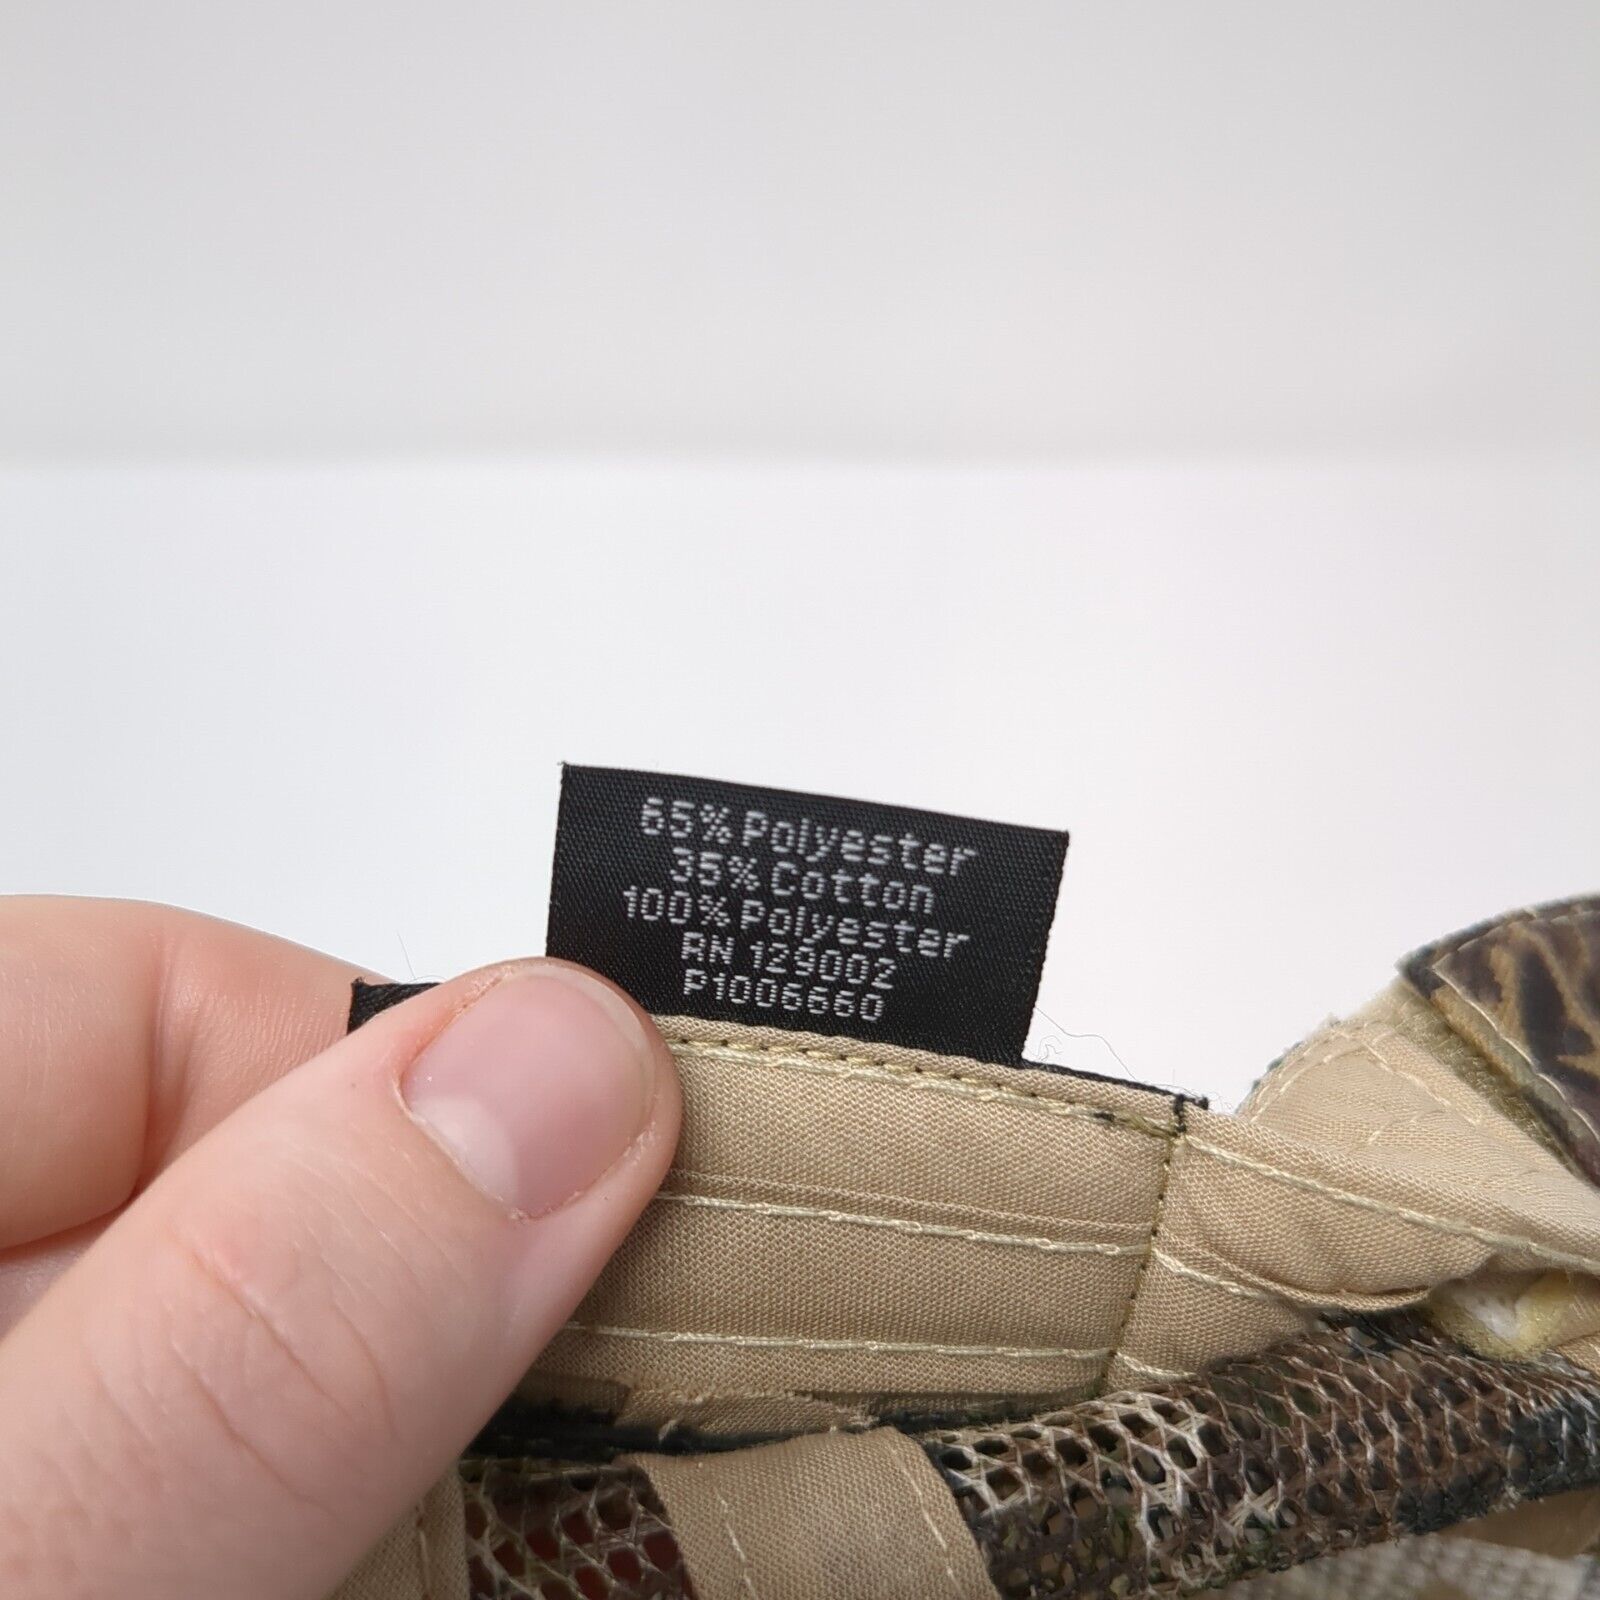 65% Polyester
35% Cotton
100% Polyester
RN 129002
P1006660